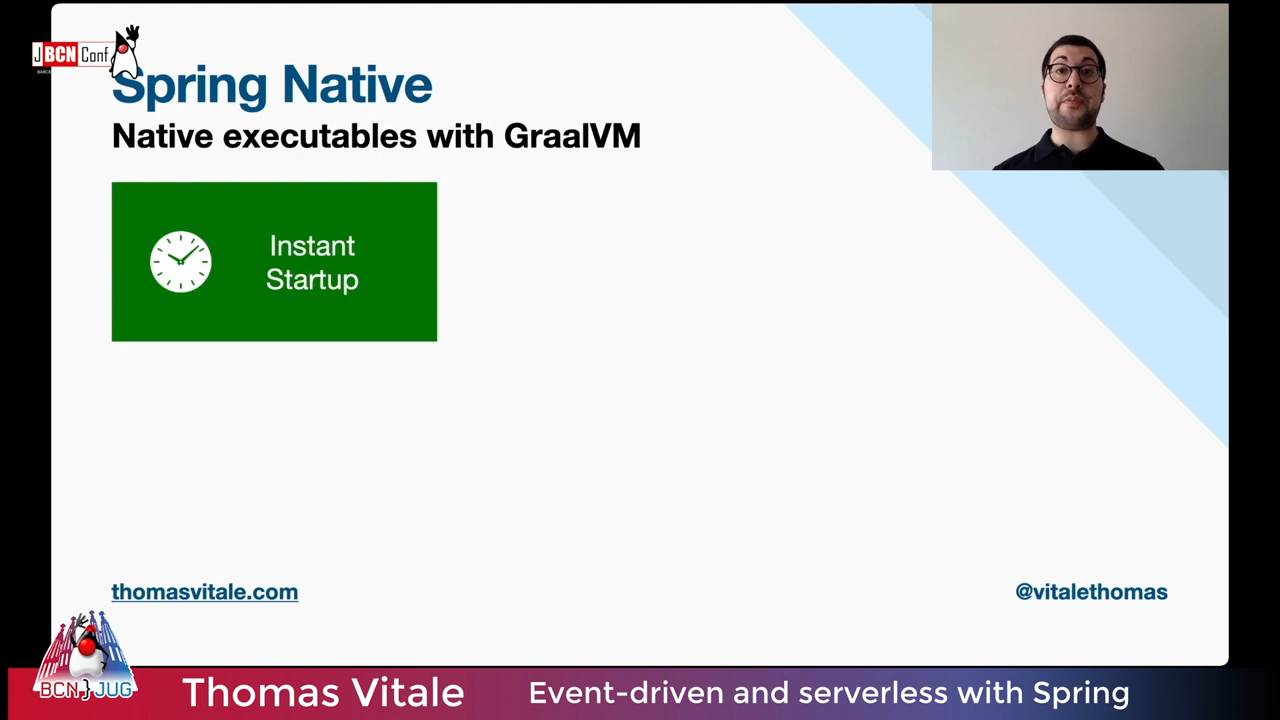 JBCNConf
Spring Native
Native executables with GraalVM
Instant
Startup
thomasvitale.com
@vitalethomas
BCN JUG
Thomas Vitale
Event-driven and serverless with Spring